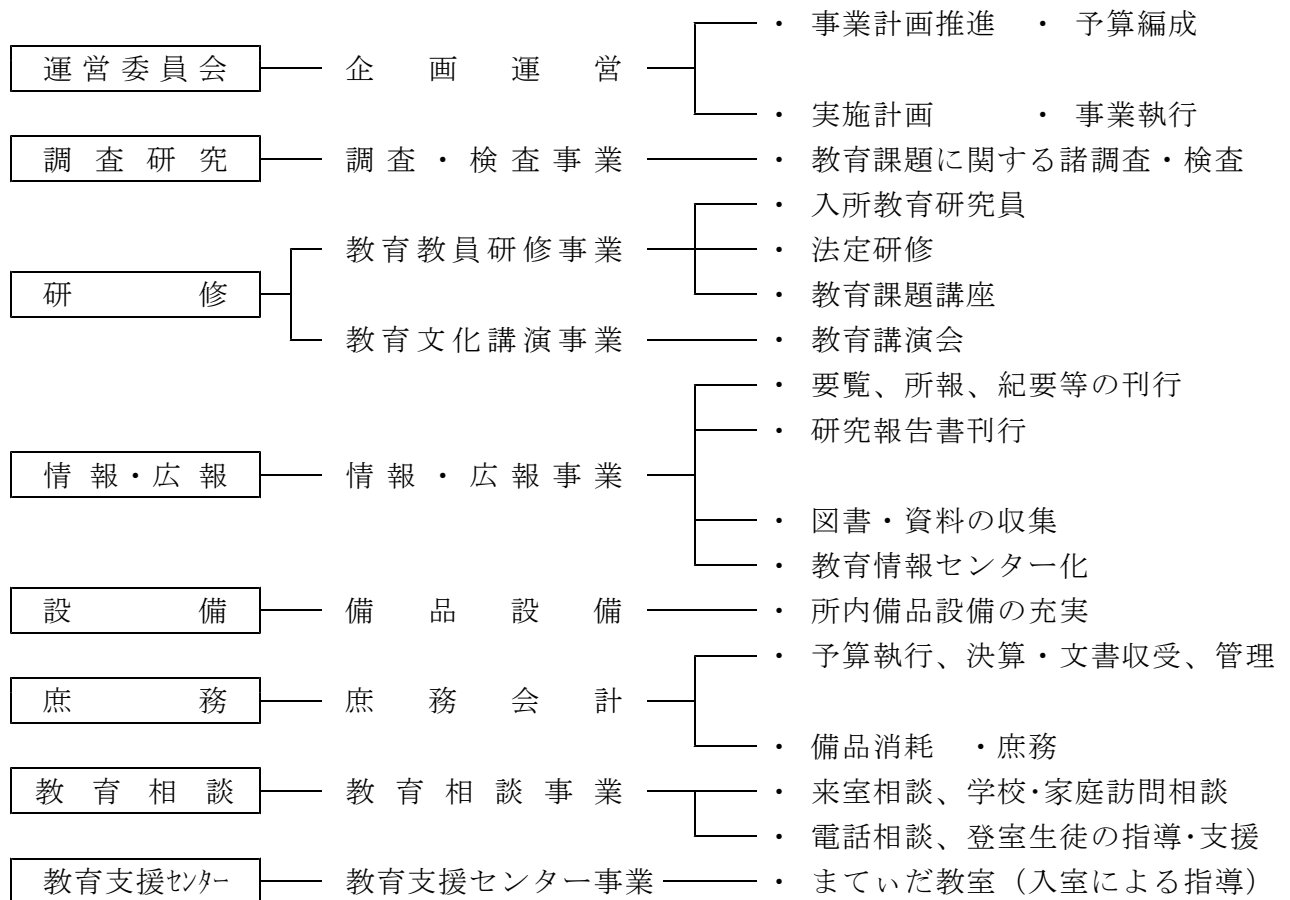 ・ 事業計画推進 ・ 予算編成
運営委員会 企画運営
・ 実施計画 ・ 事業執行
調査研究 調査・検査事業 ・ 教育課題に関する諸調査・検査
・ 入所教育研究員
教育教員研修事業 ・ 法定研修
研修 ・ 教育課題講座
教育文化講演事業 ・ 教育講演会
・ 要覧、所報、紀要等の刊行
・ 研究報告書刊行
情報・広報 情報・広報事業
・ 図書・資料の収集
・ 教育情報センター化
設備 備品設備 ・ 所内備品設備の充実
・ 予算執行、決算・文書収受、管理
庶務 庶務会計
・ 備品消耗 ・庶務
教育相談 教育相談事業 ・ 来室相談、学校・家庭訪問相談
・ 電話相談、登室生徒の指導・支援
教育支援ｾﾝﾀｰ 教育支援センター事業 ・ まてぃだ教室（入室による指導）